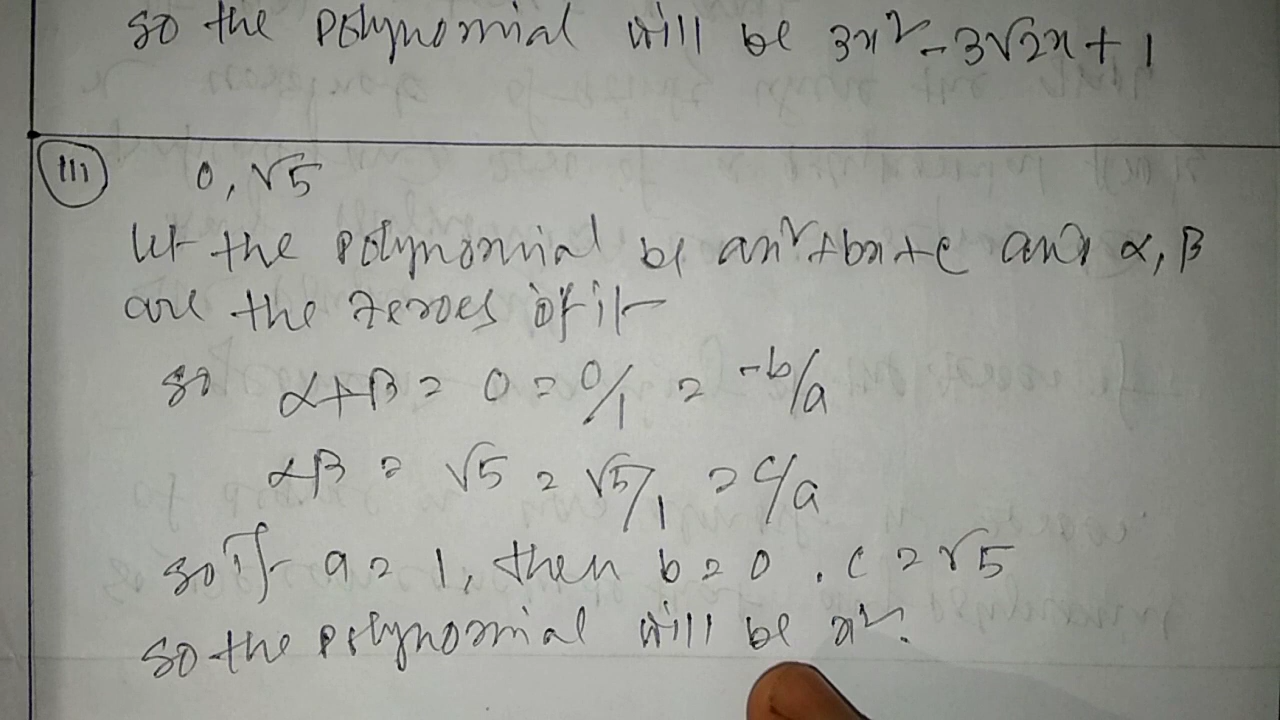 so the polynomial will be 3x²-3√2x+1
(iii) 0, √5
let the polynomial be ax²+bx+c and α, β
are the zeroes of it
so α+β = 0 = 0/1 = -b/a
αβ = √5 = √5/1 = c/a
so if a = 1, then b = 0, c = √5
so the polynomial will be x²